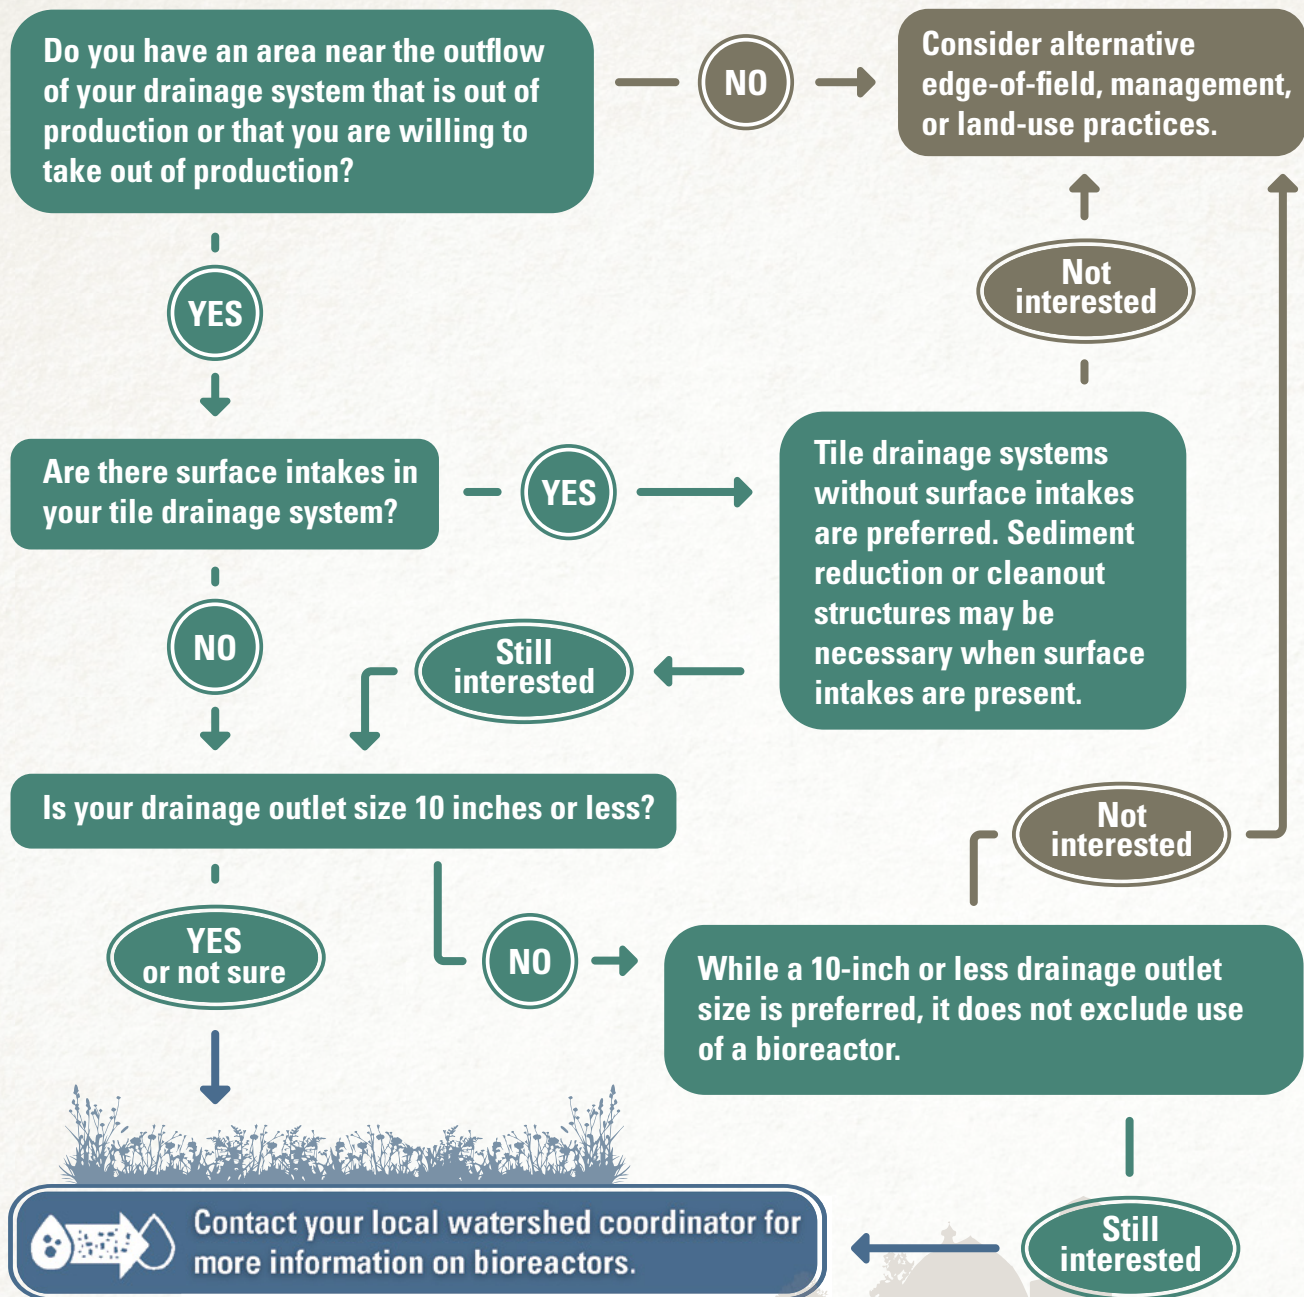 Do you have an area near the outflow
of your drainage system that is out of
production or that you are willing to
take out of production?
NO
Consider alternative
edge-of-field, management,
or land-use practices.
YES
Not
interested
Are there surface intakes in
your tile drainage system?
YES
Tile drainage systems
without surface intakes
are preferred. Sediment
reduction or cleanout
structures may be
necessary when surface
intakes are present.
NO
Still
interested
Is your drainage outlet size 10 inches or less?
Not
interested
YES
or not sure
NO
While a 10-inch or less drainage outlet
size is preferred, it does not exclude use
of a bioreactor.
Contact your local watershed coordinator for
more information on bioreactors.
Still
interested